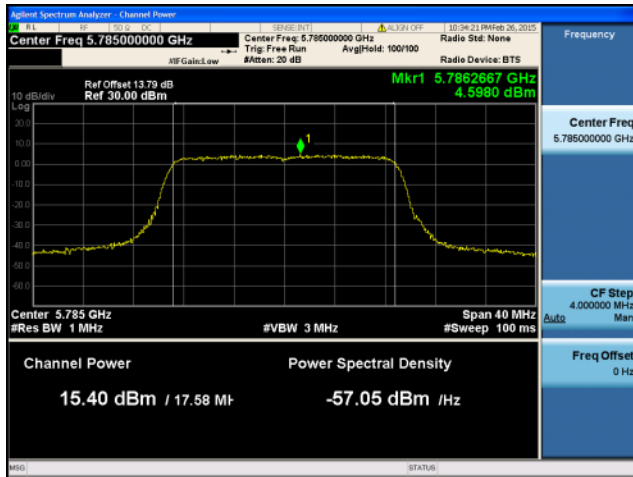 Agilent Spectrum Analyzer - Channel Power
RL RF 50 Ω DC SENSE:INT ALIGN OFF 10:34:21 PM Feb 26, 2015
Center Freq 5.785000000 GHz Center Freq: 5.785000000 GHz Radio Std: None
Trig: Free Run Avg|Hold: 100/100
#IFGain:Low #Atten: 20 dB Radio Device: BTS
Mkr1 5.7862667 GHz
4.5980 dBm
Ref Offset 13.79 dB
10 dB/div Ref 30.00 dBm
Log
20.0
10.0
1
0.00
-10.0
-20.0
-30.0
-40.0
-50.0
-60.0
Center 5.785 GHz Span 40 MHz
#Res BW 1 MHz #VBW 3 MHz #Sweep 100 ms
Channel Power Power Spectral Density
15.40 dBm / 17.58 MH -57.05 dBm /Hz
MSG STATUS
Frequency
Center Freq
5.785000000 GHz
CF Step
4.000000 MHz
Auto Man
Freq Offset
0 Hz